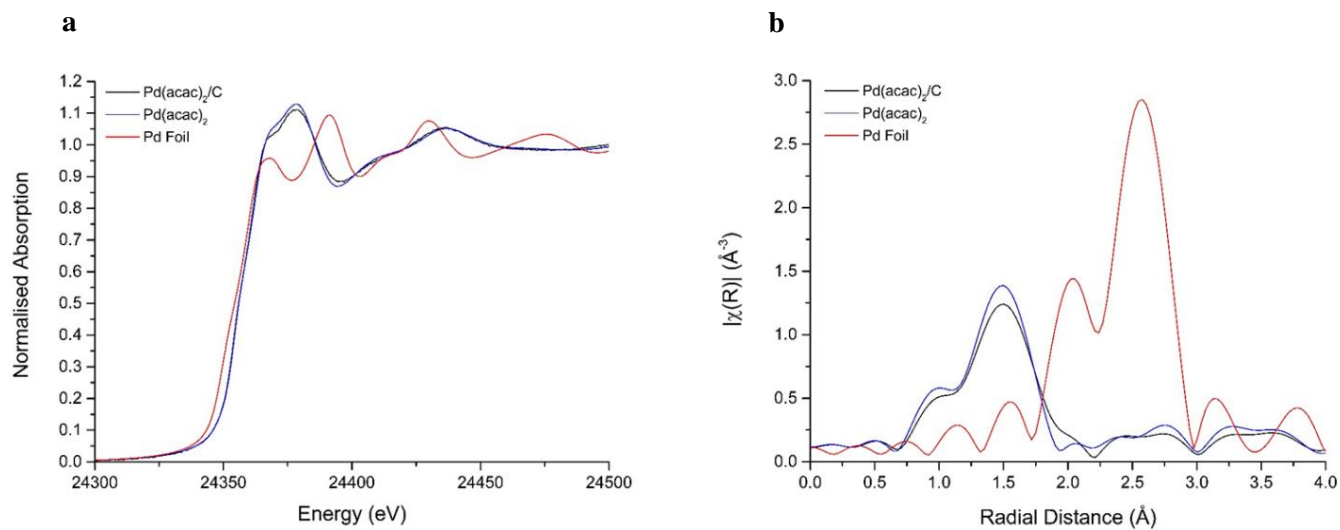 a
Normalised Absorption
1.2
1.1
1.0
0.9
0.8
0.7
0.6
0.5
0.4
0.3
0.2
0.1
0.0
Pd(acac)₂/C
Pd(acac)₂
Pd Foil
24300 24350 24400 24450 24500
Energy (eV)
b
|χ(R)| (Å⁻³)
3.0
2.5
2.0
1.5
1.0
0.5
0.0
Pd(acac)₂/C
Pd(acac)₂
Pd Foil
0.0 0.5 1.0 1.5 2.0 2.5 3.0 3.5 4.0
Radial Distance (Å)